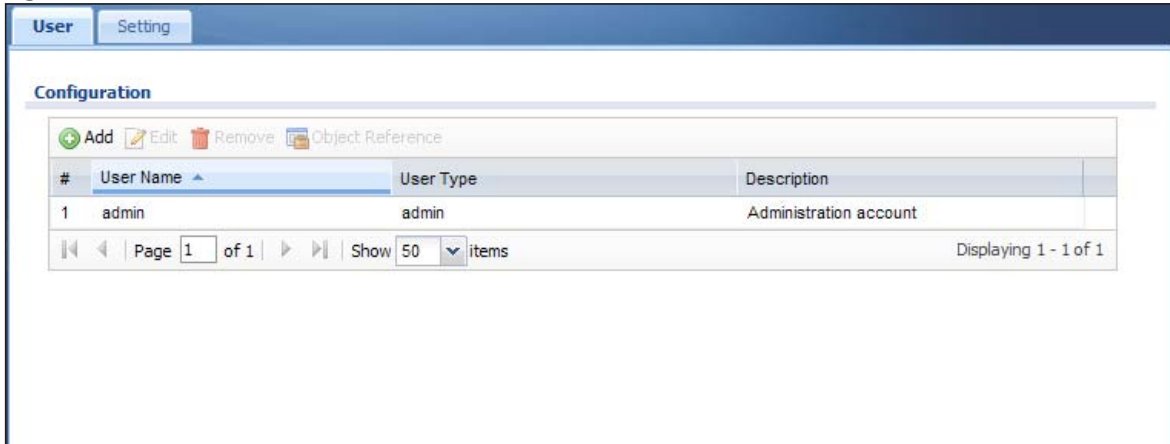 User Setting
Configuration
Add Edit Remove Object Reference
# User Name User Type Description
1 admin admin Administration account
Page 1 of 1 Show 50 items Displaying 1 - 1 of 1